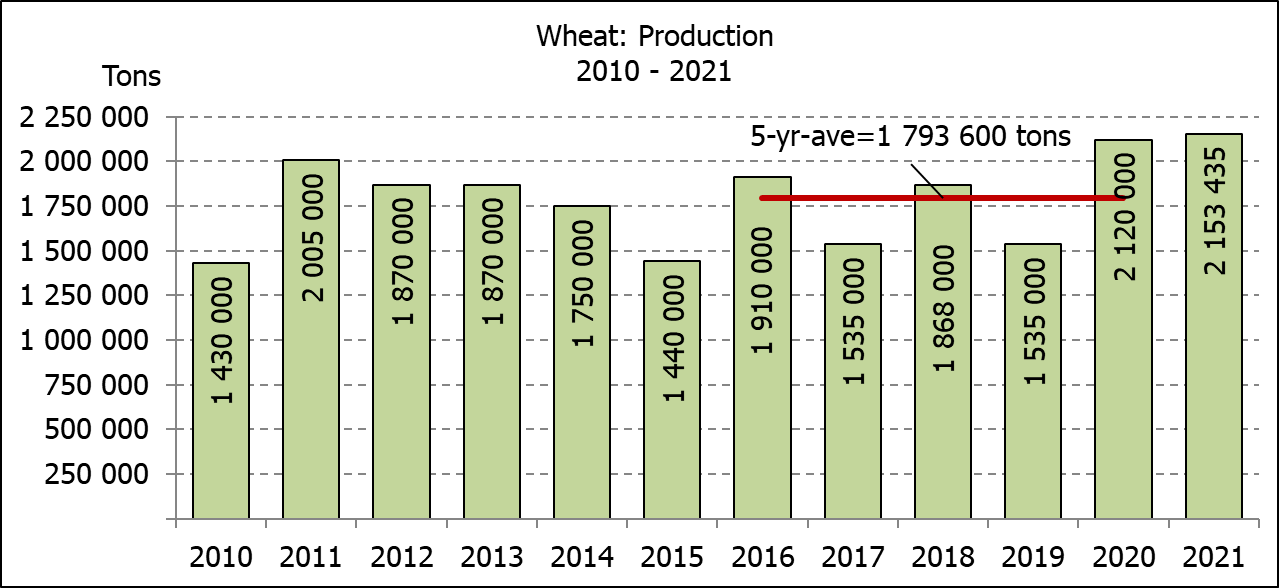 Wheat: Production
2010 - 2021
Tons
2 250 000
2 000 000
1 750 000
1 500 000
1 250 000
1 000 000
750 000
500 000
250 000
5-yr-ave=1 793 600 tons
1 430 000
2 005 000
1 870 000
1 870 000
1 750 000
1 440 000
1 910 000
1 535 000
1 868 000
1 535 000
2 120 000
2 153 435
2010 2011 2012 2013 2014 2015 2016 2017 2018 2019 2020 2021